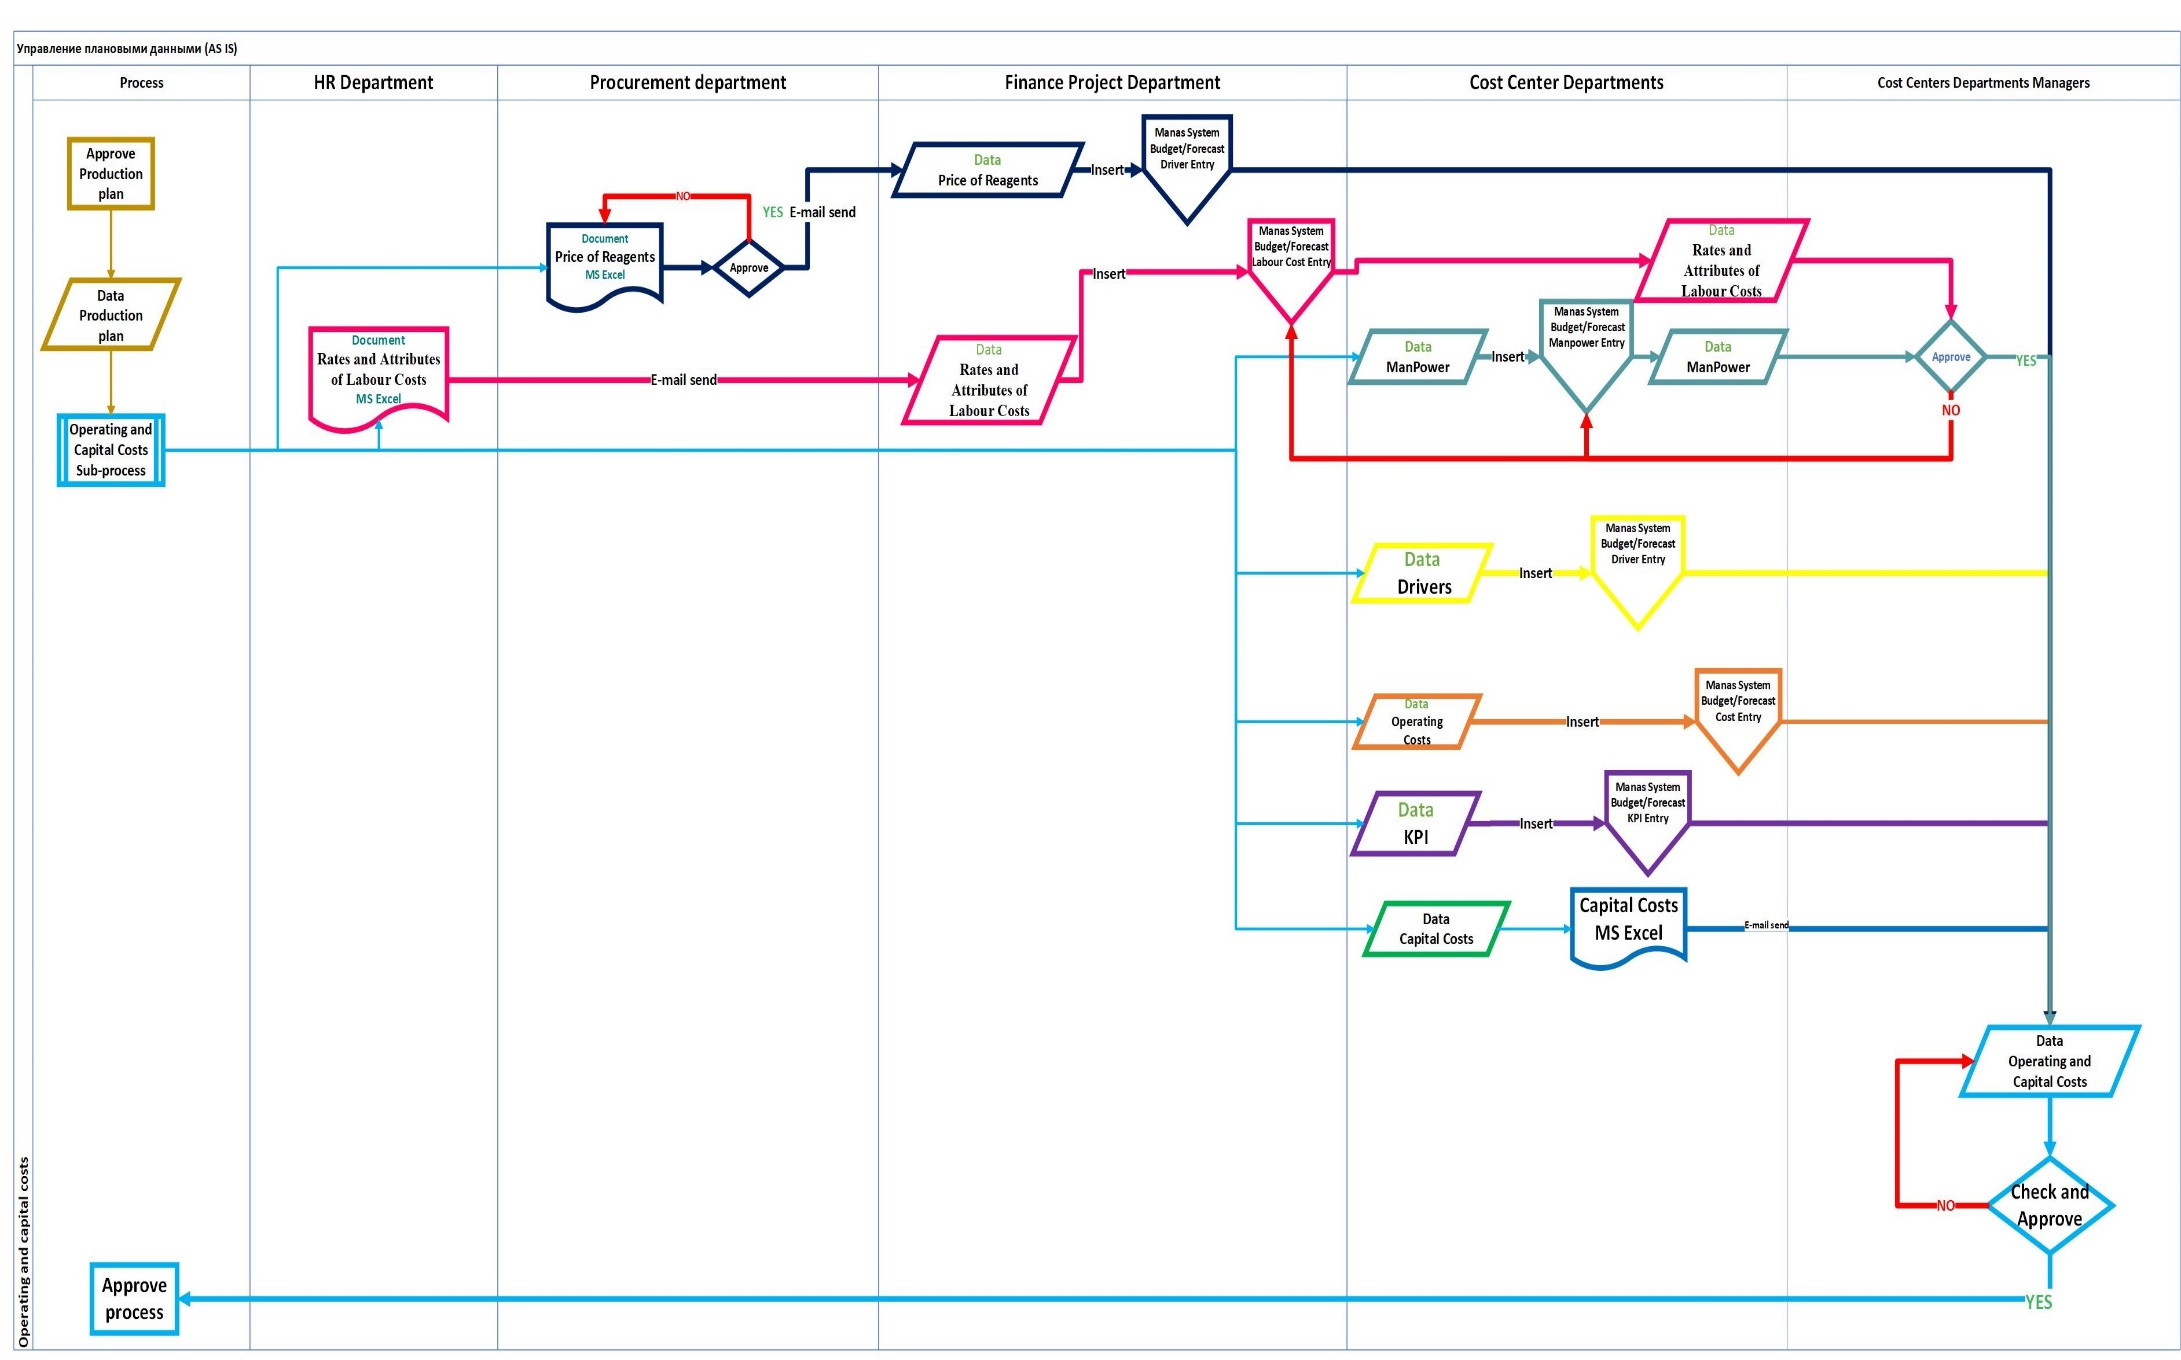 Управление плановыми данными (AS IS)
Process
HR Department
Procurement department
Finance Project Department
Cost Center Departments
Cost Centers Departments Managers
Approve
Production
plan
Data
Production
plan
Operating and
Capital Costs
Sub-process
Document
Rates and Attributes
of Labour Costs
MS Excel
E-mail send
NO
Document
Price of Reagents
MS Excel
Approve
YES E-mail send
Data
Price of Reagents
Insert
Manas System
Budget/Forecast
Driver Entry
Data
Rates and
Attributes of
Labour Costs
Insert
Manas System
Budget/Forecast
Labour Cost Entry
Data
Rates and
Attributes of
Labour Costs
Data
ManPower
Insert
Manas System
Budget/Forecast
Manpower Entry
Data
ManPower
Approve
YES
NO
Data
Drivers
Insert
Manas System
Budget/Forecast
Driver Entry
Data
Operating
Costs
Insert
Manas System
Budget/Forecast
Cost Entry
Data
KPI
Insert
Manas System
Budget/Forecast
KPI Entry
Data
Capital Costs
Capital Costs
MS Excel
E-mail send
Data
Operating and
Capital Costs
Check and
Approve
NO
YES
Approve
process
Operating and capital costs